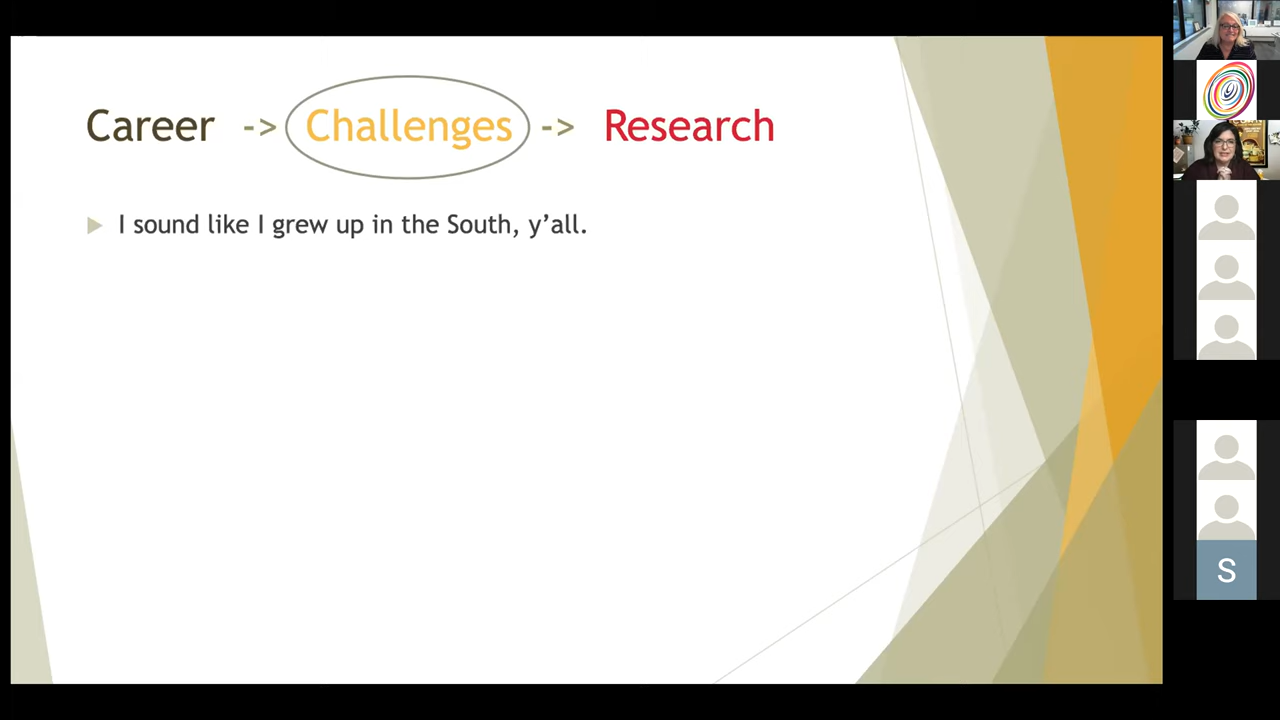 Career -> Challenges -> Research
I sound like I grew up in the South, y’all.
S